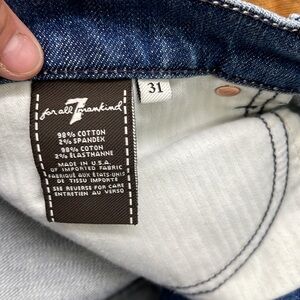 7
for all mankind
31
98% COTTON
2% SPANDEX
98% COTON
2% ÉLASTHANNE
MADE IN U.S.A.
OF IMPORTED FABRIC
FABRIQUÉ AUX ÉTATS-UNIS
DE TISSU IMPORTÉ
SEE REVERSE FOR CARE
ENTRETIEN AU VERSO